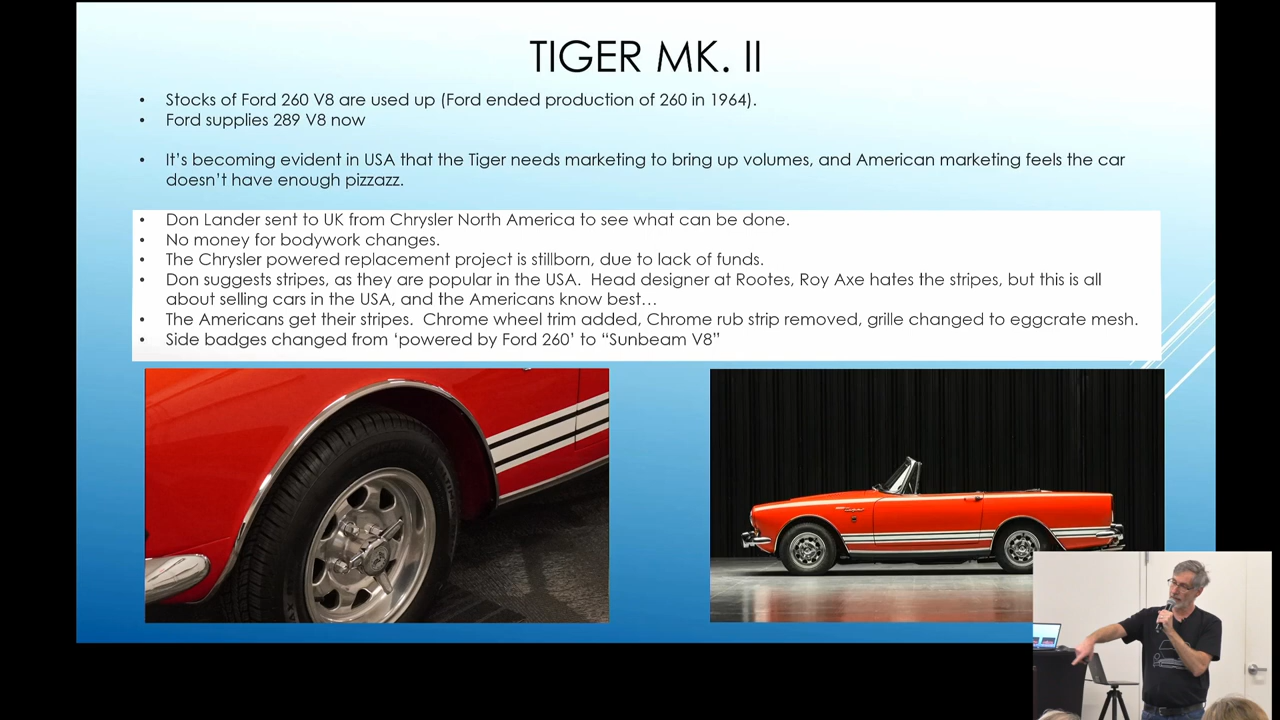 TIGER MK. II
• Stocks of Ford 260 V8 are used up (Ford ended production of 260 in 1964).
• Ford supplies 289 V8 now
• It's becoming evident in USA that the Tiger needs marketing to bring up volumes, and American marketing feels the car
doesn't have enough pizzazz.
• Don Lander sent to UK from Chrysler North America to see what can be done.
• No money for bodywork changes.
• The Chrysler powered replacement project is stillborn, due to lack of funds.
• Don suggests stripes, as they are popular in the USA.  Head designer at Rootes, Roy Axe hates the stripes, but this is all
about selling cars in the USA, and the Americans know best…
• The Americans get their stripes.  Chrome wheel trim added, Chrome rub strip removed, grille changed to eggcrate mesh.
• Side badges changed from 'powered by Ford 260' to "Sunbeam V8"